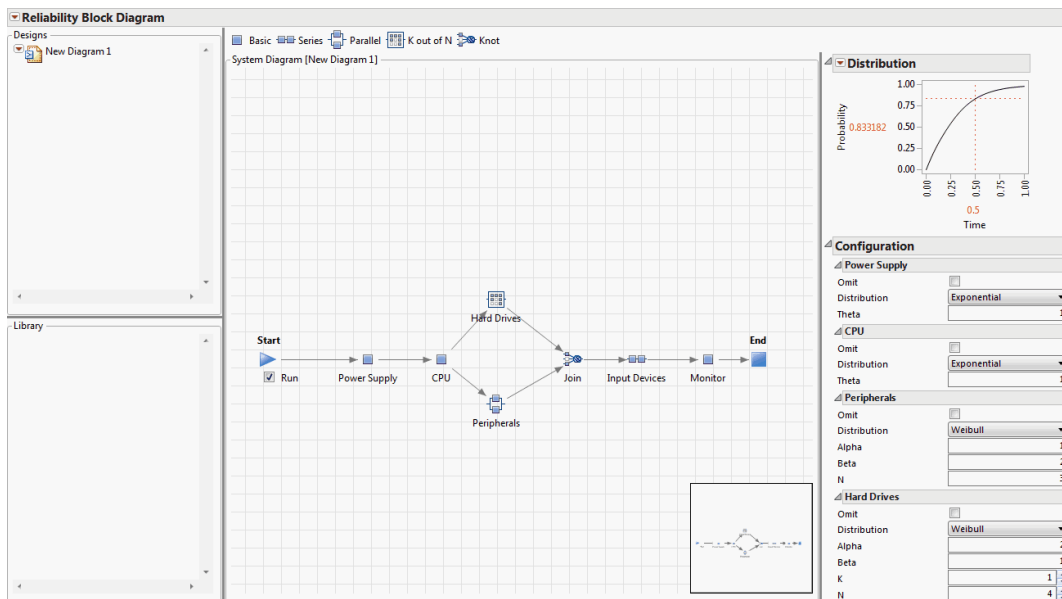 Reliability Block Diagram
Designs
New Diagram 1
Library
Basic Series Parallel K out of N Knot
System Diagram [New Diagram 1]
Start
Run
Power Supply
CPU
Hard Drives
Peripherals
Join
Input Devices
Monitor
End
Distribution
Probability
0.833182
1.00
0.75
0.50
0.25
0.00
0.00 0.25 0.50 0.75 1.00
0.5
Time
Configuration
Power Supply
Omit
Distribution Exponential
Theta
CPU
Omit
Distribution Exponential
Theta
Peripherals
Omit
Distribution Weibull
Alpha
Beta
N
Hard Drives
Omit
Distribution Weibull
Alpha
Beta
K 1
N 4